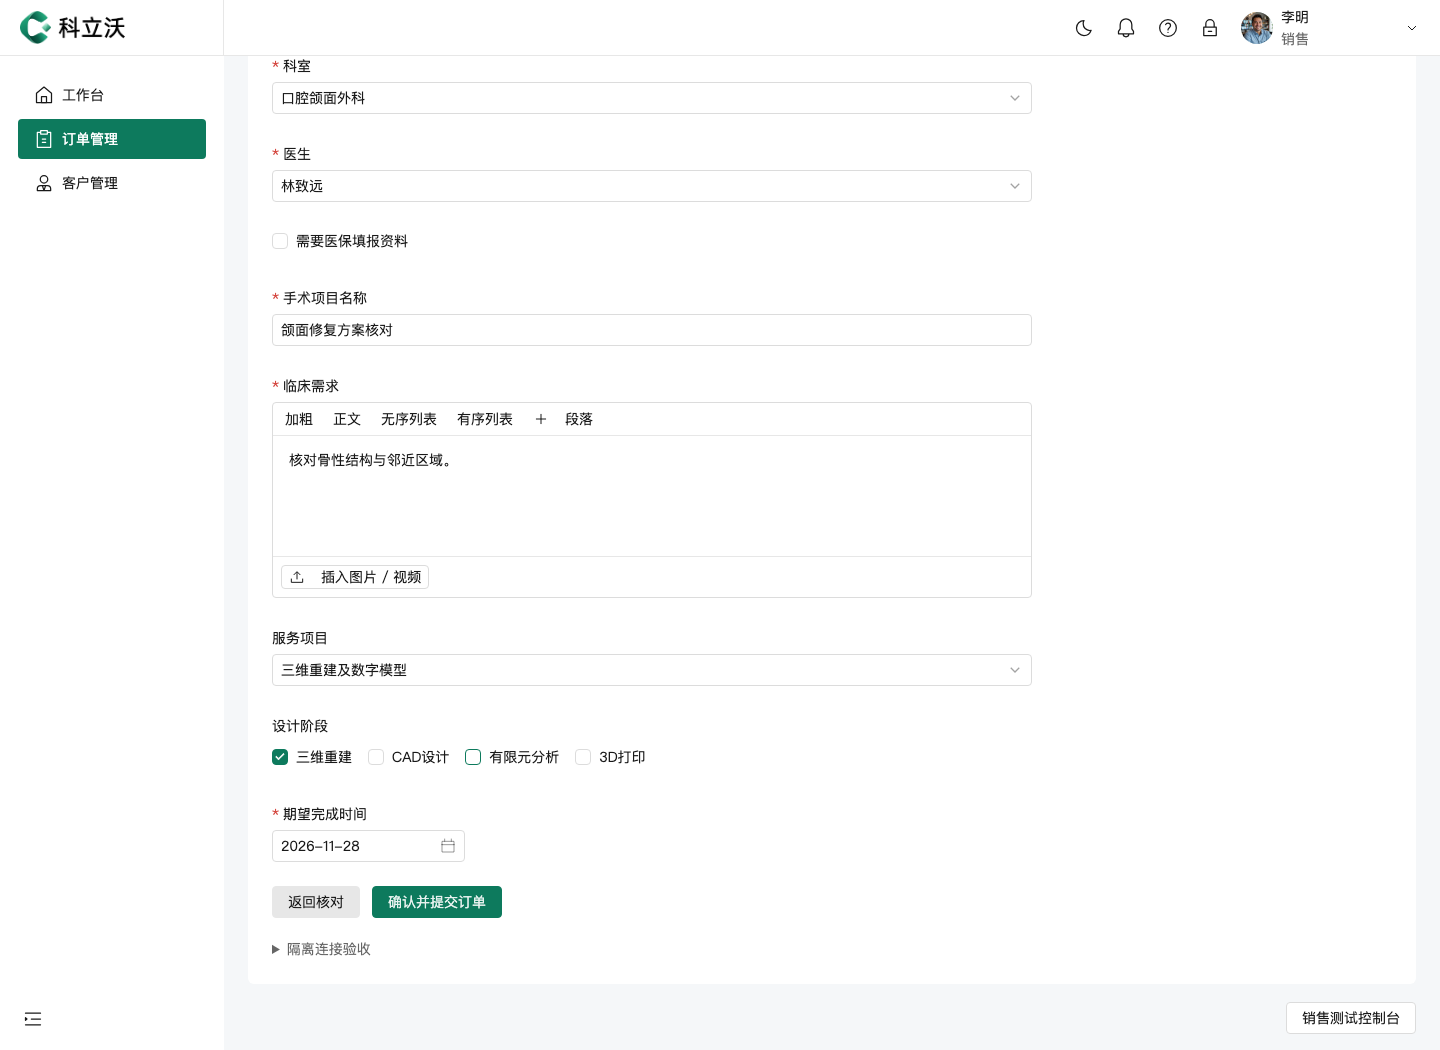 科立沃
李明
销售
工作台
订单管理
客户管理
* 科室
口腔颌面外科
* 医生
林致远
需要医保填报资料
* 手术项目名称
颌面修复方案核对
* 临床需求
加粗 正文 无序列表 有序列表 段落
核对骨性结构与邻近区域。
插入图片 / 视频
服务项目
三维重建及数字模型
设计阶段
三维重建 CAD设计 有限元分析 3D打印
* 期望完成时间
2026-11-28
返回核对 确认并提交订单
隔离连接验收
销售测试控制台